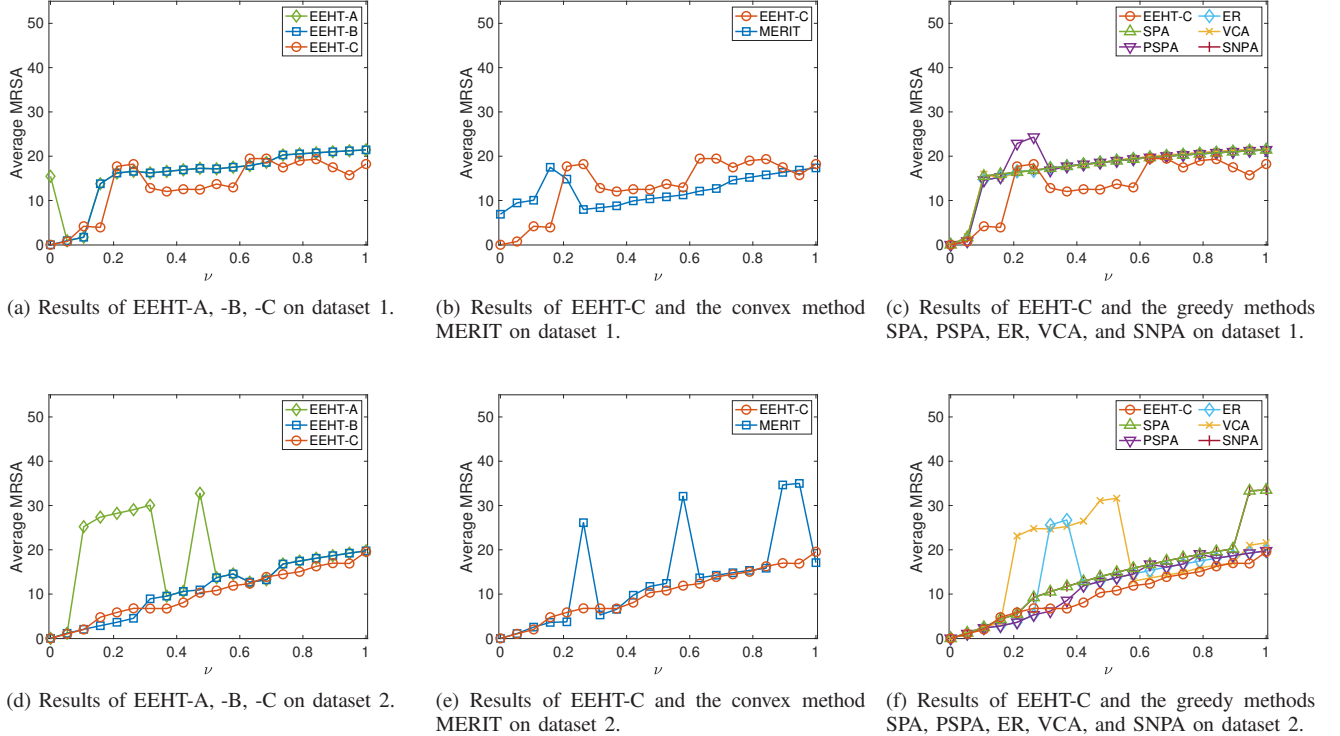 EEHT-A
EEHT-B
EEHT-C
Average MRSA
50
40
30
20
10
0
0 0.2 0.4 0.6 0.8 1
ν
(a) Results of EEHT-A, -B, -C on dataset 1.
EEHT-C
MERIT
Average MRSA
50
40
30
20
10
0
0 0.2 0.4 0.6 0.8 1
ν
(b) Results of EEHT-C and the convex method
MERIT on dataset 1.
EEHT-C ER
SPA VCA
PSPA SNPA
Average MRSA
50
40
30
20
10
0
0 0.2 0.4 0.6 0.8 1
ν
(c) Results of EEHT-C and the greedy methods
SPA, PSPA, ER, VCA, and SNPA on dataset 1.
EEHT-A
EEHT-B
EEHT-C
Average MRSA
50
40
30
20
10
0
0 0.2 0.4 0.6 0.8 1
ν
(d) Results of EEHT-A, -B, -C on dataset 2.
EEHT-C
MERIT
Average MRSA
50
40
30
20
10
0
0 0.2 0.4 0.6 0.8 1
ν
(e) Results of EEHT-C and the convex method
MERIT on dataset 2.
EEHT-C ER
SPA VCA
PSPA SNPA
Average MRSA
50
40
30
20
10
0
0 0.2 0.4 0.6 0.8 1
ν
(f) Results of EEHT-C and the greedy methods
SPA, PSPA, ER, VCA, and SNPA on dataset 2.